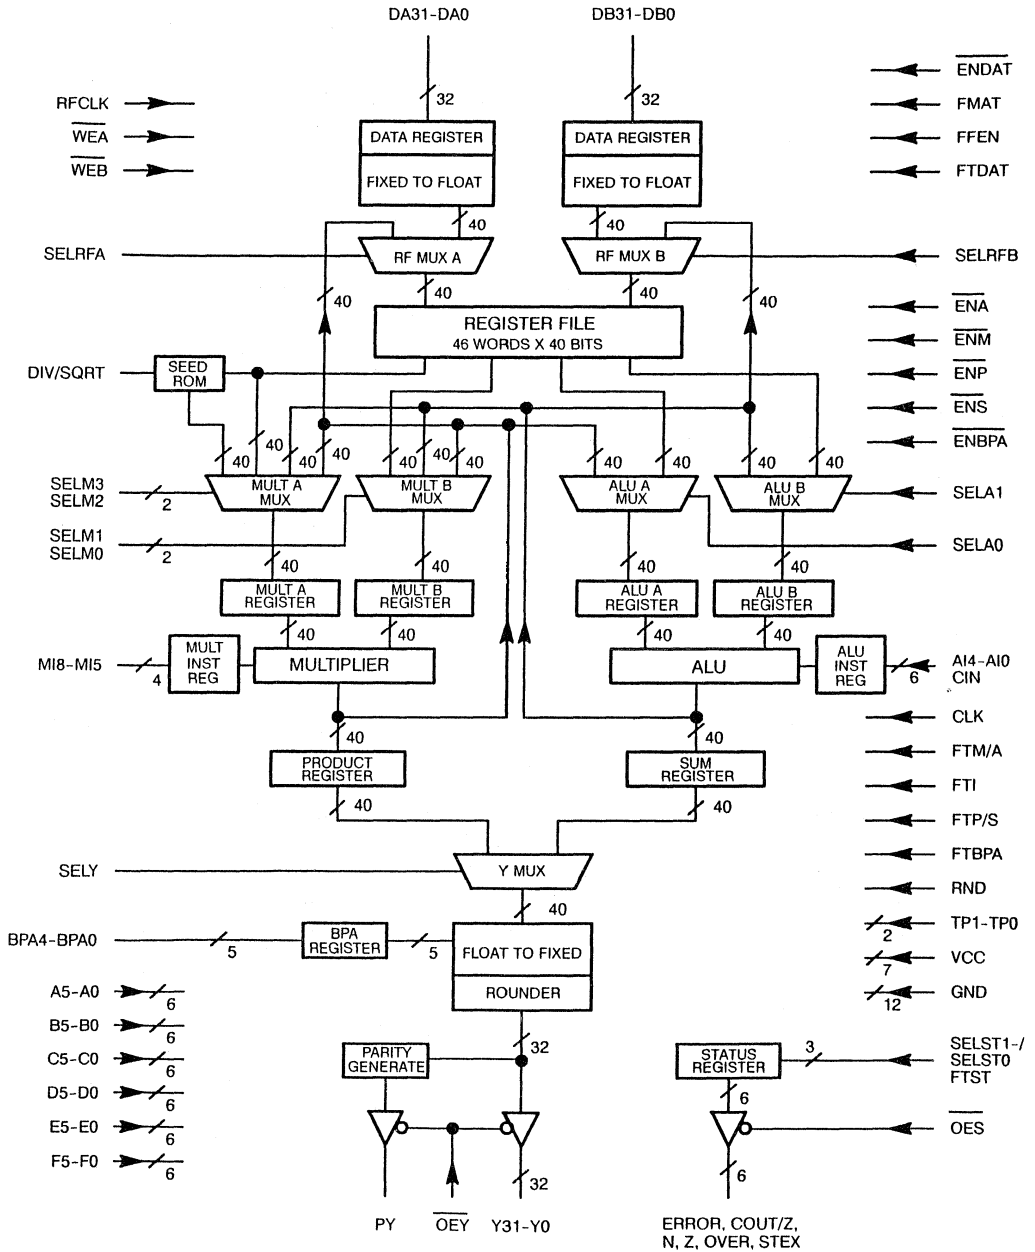 DA31-DA0 DB31-DB0
32 32
RFCLK
WEA
WEB
ENDAT
FMAT
FFEN
FTDAT
DATA REGISTER DATA REGISTER
FIXED TO FLOAT FIXED TO FLOAT
40 40
SELRFA RF MUX A RF MUX B SELRFB
40 40 40 40
REGISTER FILE
46 WORDS X 40 BITS
ENA
ENM
ENP
ENS
ENBPA
DIV/SQRT
SEED
ROM
40 40 40 40 40 40 40 40 40 40 40
SELM3
SELM2
2
MULT A
MUX
MULT B
MUX
ALU A
MUX
ALU B
MUX
SELA1
SELM1
SELM0
2
SELA0
40 40 40 40
MULT A
REGISTER
MULT B
REGISTER
ALU A
REGISTER
ALU B
REGISTER
40 40 40 40
MI8-MI5
4
MULT
INST
REG
MULTIPLIER
ALU
ALU
INST
REG
6
AI4-AI0
CIN
40 40
PRODUCT
REGISTER
SUM
REGISTER
40 40
CLK
FTM/A
FTI
FTP/S
FTBPA
RND
TP1-TP0
2
VCC
7
GND
12
SELY
Y MUX
40
BPA4-BPA0
5
BPA
REGISTER
5
FLOAT TO FIXED
ROUNDER
32
A5-A0
6
B5-B0
6
C5-C0
6
D5-D0
6
E5-E0
6
F5-F0
6
PARITY
GENERATE
STATUS
REGISTER
3
SELST1-/
SELST0
FTST
6
OES
32
6
PY OEY Y31-Y0
ERROR, COUT/Z,
N, Z, OVER, STEX